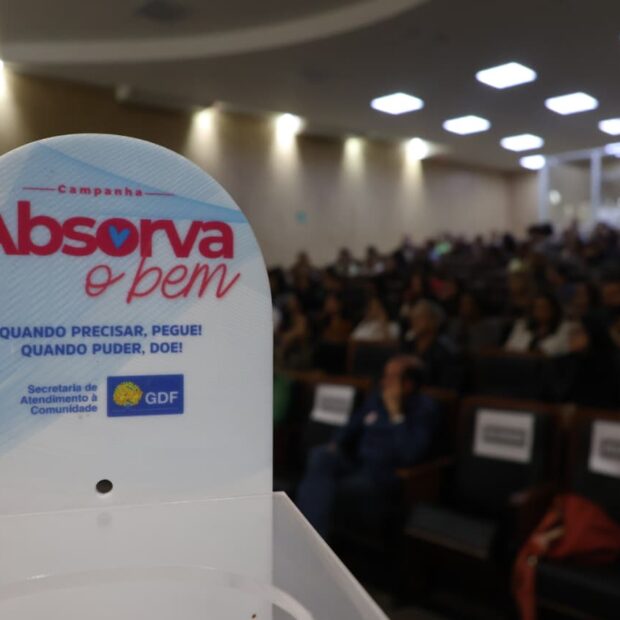 Campanha
Absorva
o bem
QUANDO PRECISAR, PEGUE!
QUANDO PUDER, DOE!
Secretaria de
Atendimento à
Comunidade
GDF